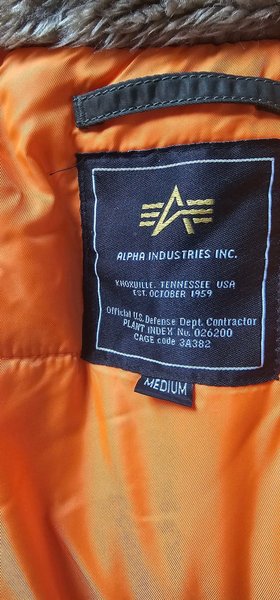 ALPHA INDUSTRIES INC.
KNOXVILLE, TENNESSEE USA
EST. OCTOBER 1959
Official U.S. Defense Dept. Contractor
PLANT INDEX No. 026200
CAGE code 3A382
MEDIUM